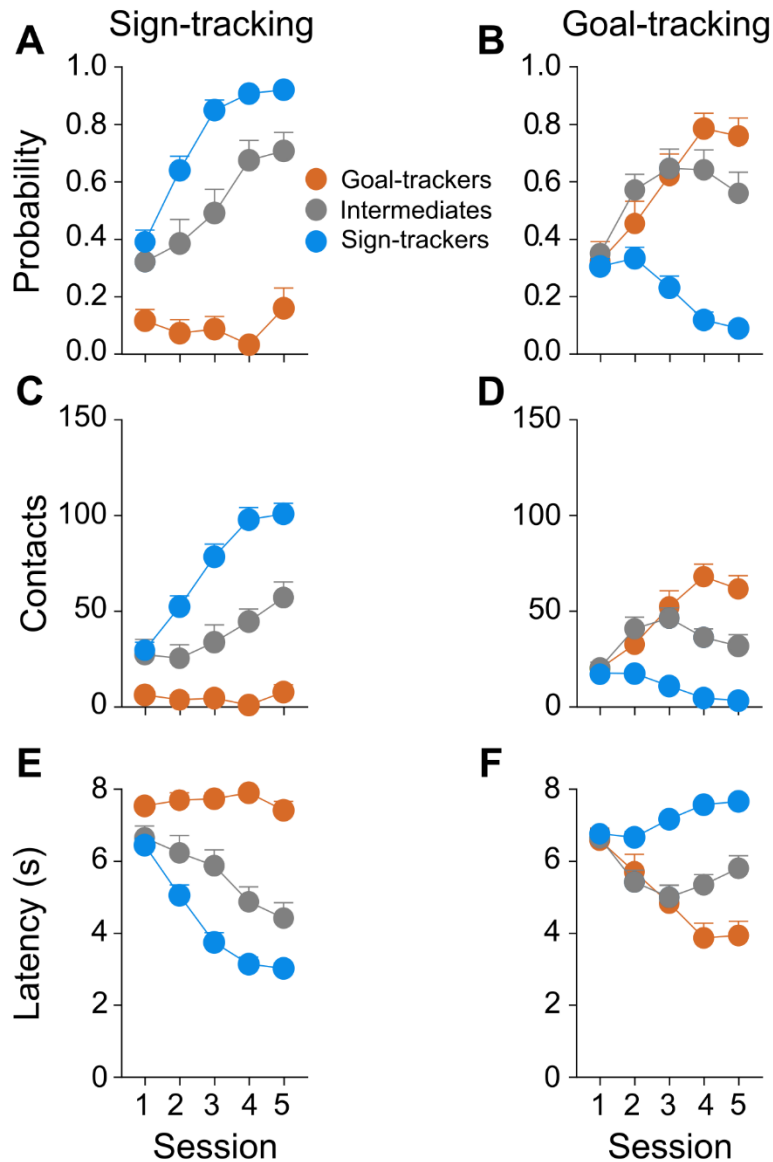 Sign-tracking
Goal-tracking
A
B
Probability
1.0
0.8
0.6
0.4
0.2
0.0
Goal-trackers
Intermediates
Sign-trackers
1.0
0.8
0.6
0.4
0.2
0.0
C
D
Contacts
150
100
50
0
150
100
50
0
E
F
Latency (s)
8
6
4
2
0
8
6
4
2
0
1 2 3 4 5
1 2 3 4 5
Session
Session